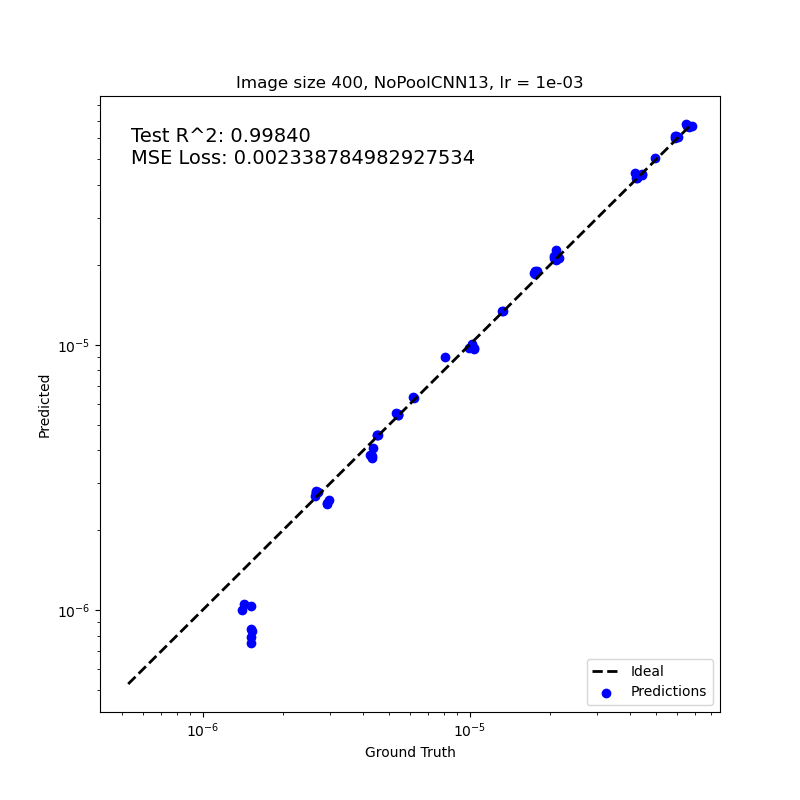 Image size 400, NoPoolCNN13, lr = 1e-03
Test R^2: 0.99840
MSE Loss: 0.002338784982927534
10⁻⁵
10⁻⁶
Predicted
10⁻⁶
10⁻⁵
Ground Truth
Ideal
Predictions